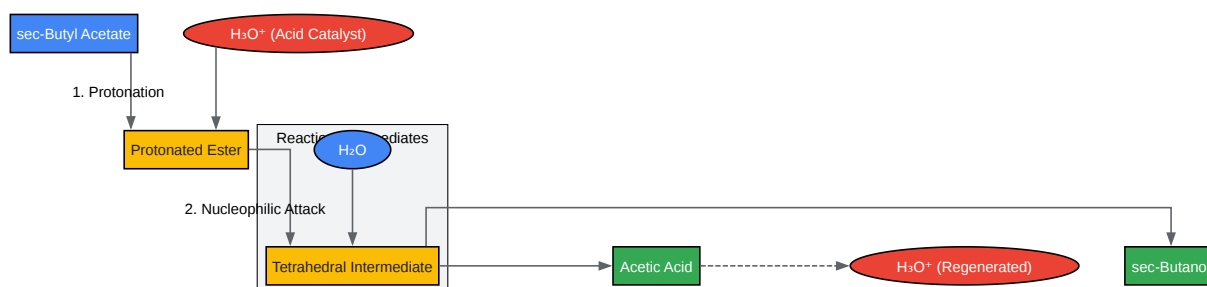 sec-Butyl Acetate
H₃O⁺ (Acid Catalyst)
1. Protonation
Protonated Ester
H₂O
2. Nucleophilic Attack
Tetrahedral Intermediate
Acetic Acid
H₃O⁺ (Regenerated)